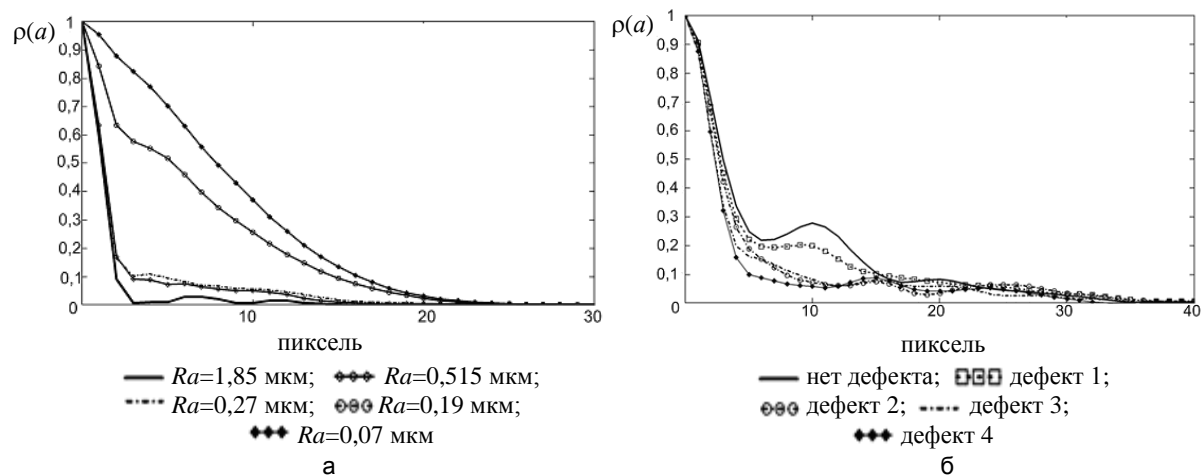 ρ(a)
1
0,9
0,8
0,7
0,6
0,5
0,4
0,3
0,2
0,1
0
0
10
20
30
пиксель
Ra=1,85 мкм; Ra=0,515 мкм;
Ra=0,27 мкм; Ra=0,19 мкм;
Ra=0,07 мкм
а
ρ(a)
1
0,9
0,8
0,7
0,6
0,5
0,4
0,3
0,2
0,1
0
0
10
20
30
40
пиксель
нет дефекта; дефект 1;
дефект 2; дефект 3;
дефект 4
б